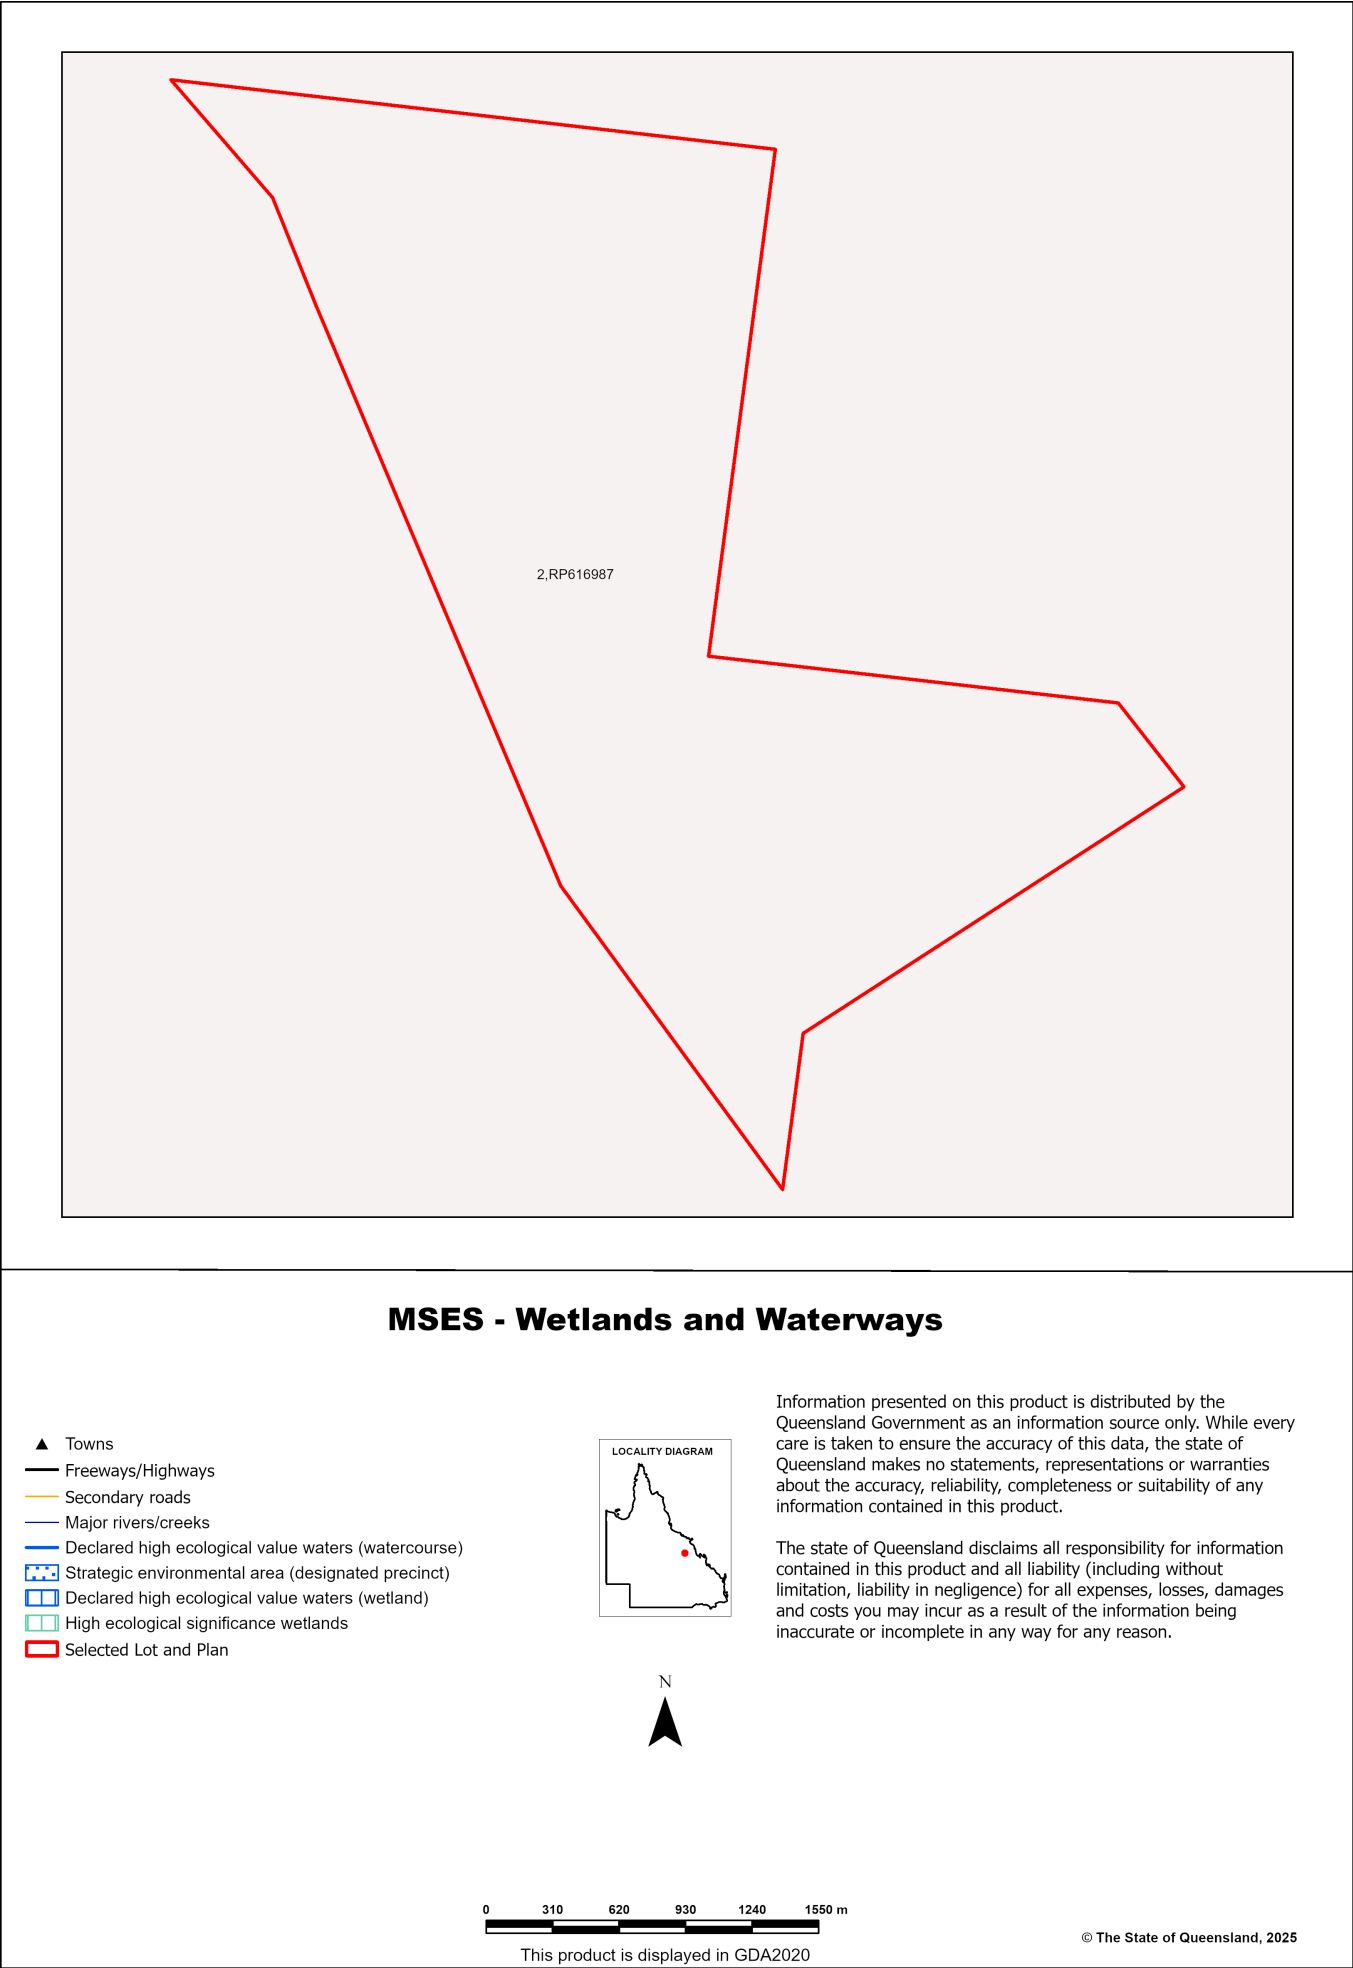 2,RP616987
MSES - Wetlands and Waterways
Towns
Freeways/Highways
Secondary roads
Major rivers/creeks
Declared high ecological value waters (watercourse)
Strategic environmental area (designated precinct)
Declared high ecological value waters (wetland)
High ecological significance wetlands
Selected Lot and Plan
LOCALITY DIAGRAM
N
Information presented on this product is distributed by the
Queensland Government as an information source only. While every
care is taken to ensure the accuracy of this data, the state of
Queensland makes no statements, representations or warranties
about the accuracy, reliability, completeness or suitability of any
information contained in this product.
The state of Queensland disclaims all responsibility for information
contained in this product and all liability (including without
limitation, liability in negligence) for all expenses, losses, damages
and costs you may incur as a result of the information being
inaccurate or incomplete in any way for any reason.
0 310 620 930 1240 1550 m
This product is displayed in GDA2020
© The State of Queensland, 2025